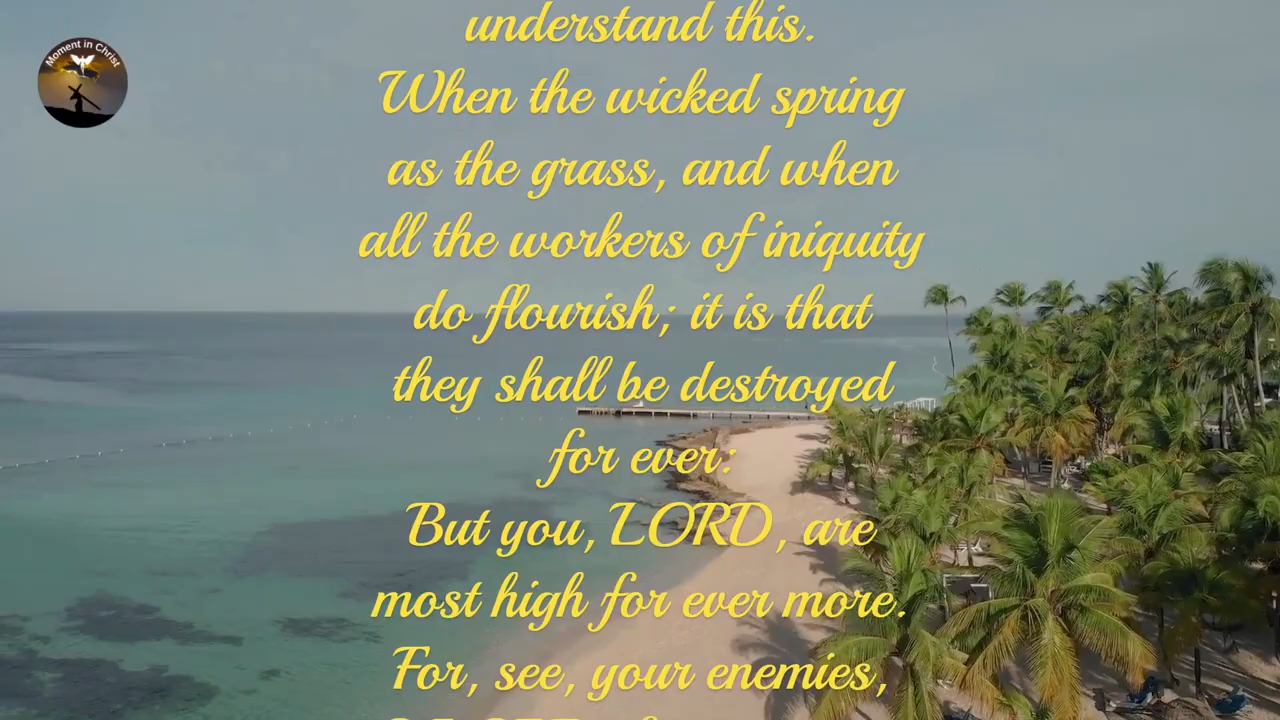 Moment in Christ
understand this.
When the wicked spring
as the grass, and when
all the workers of iniquity
do flourish; it is that
they shall be destroyed
for ever:
But you, LORD, are
most high for ever more.
For, see, your enemies,